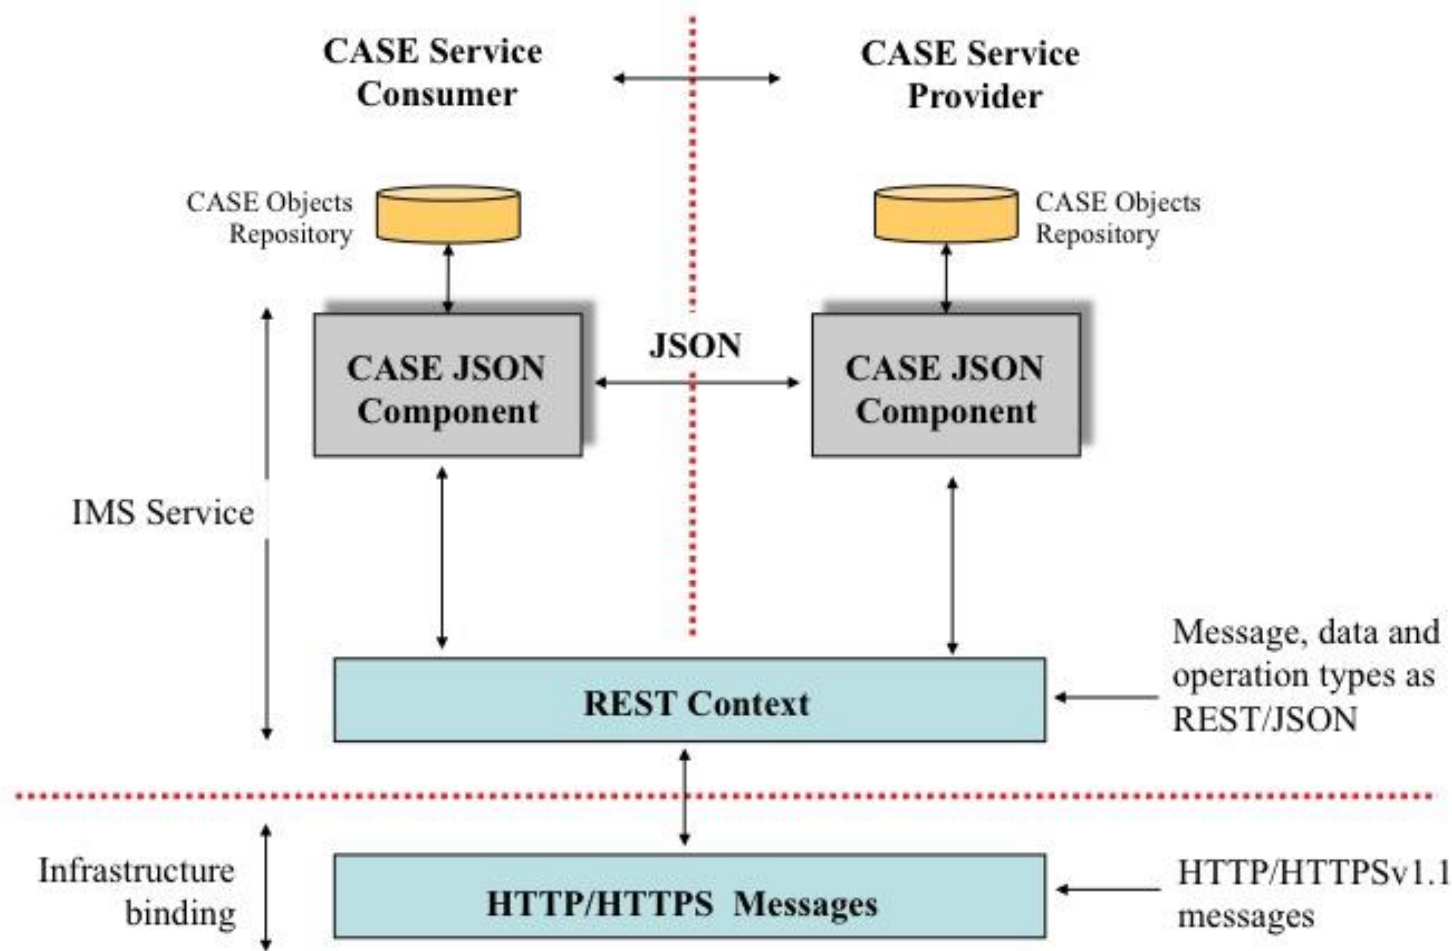 CASE Service
Consumer
CASE Service
Provider
CASE Objects
Repository
CASE Objects
Repository
CASE JSON
Component
JSON
CASE JSON
Component
IMS Service
Message, data and
operation types as
REST/JSON
REST Context
Infrastructure
binding
HTTP/HTTPS Messages
HTTP/HTTPSv1.1
messages